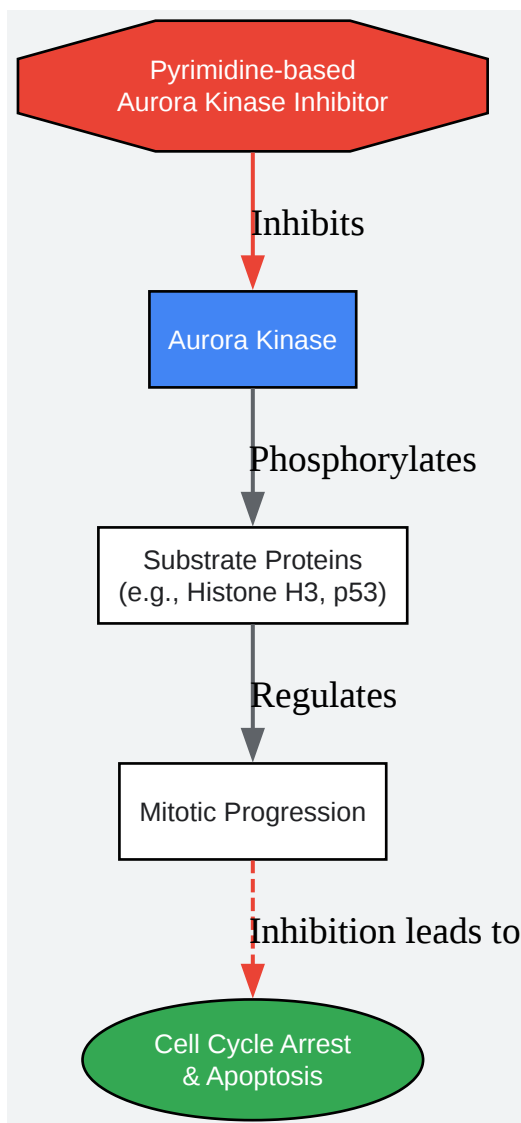 Pyrimidine-based
Aurora Kinase Inhibitor
Inhibits
Aurora Kinase
Phosphorylates
Substrate Proteins
(e.g., Histone H3, p53)
Regulates
Mitotic Progression
Inhibition leads to
Cell Cycle Arrest
& Apoptosis